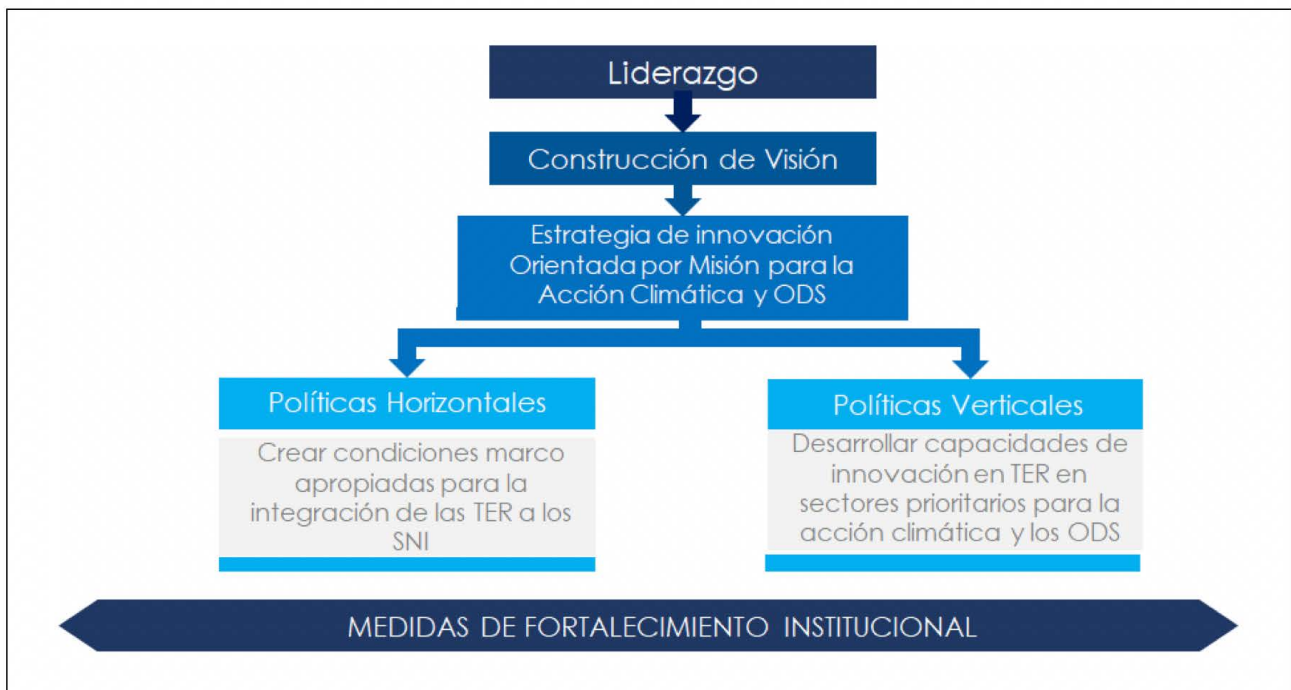 Liderazgo
Construcción de Visión
Estrategia de innovación
Orientada por Misión para la
Acción Climática y ODS
Políticas Horizontales
Crear condiciones marco
apropiadas para la
integración de las TER a los
SNI
Políticas Verticales
Desarrollar capacidades de
innovación en TER en
sectores prioritarios para la
acción climática y los ODS
MEDIDAS DE FORTALECIMIENTO INSTITUCIONAL